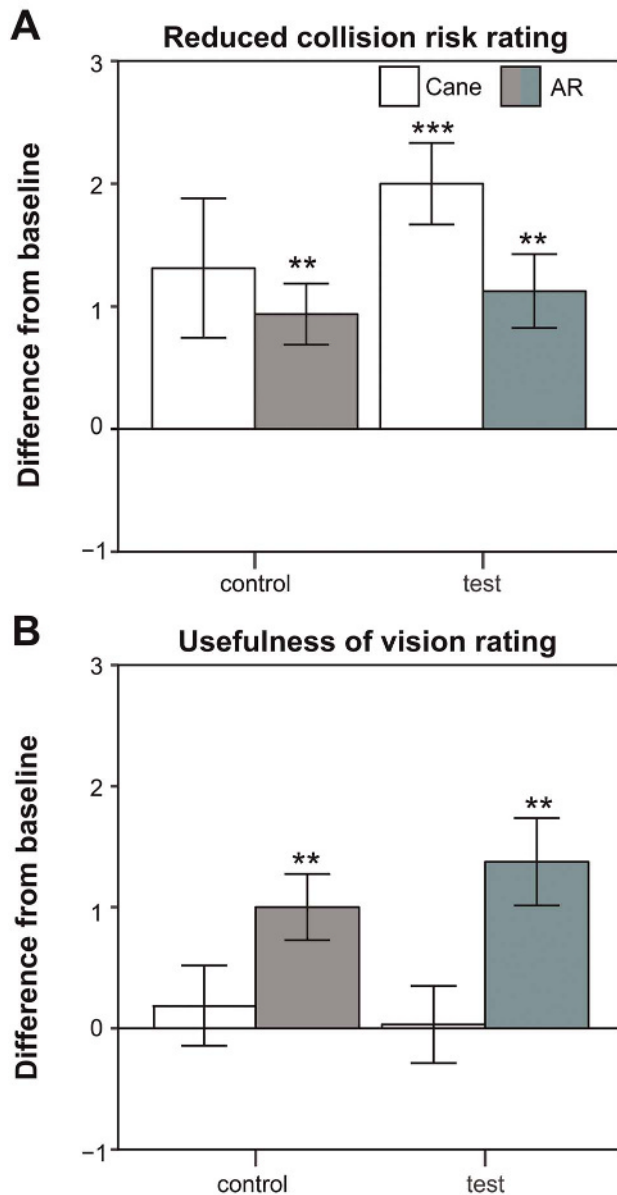 A
Reduced collision risk rating
3
Cane
AR
***
2
**
**
1
0
−1
Difference from baseline
control
test
B
Usefulness of vision rating
3
2
**
**
1
0
−1
Difference from baseline
control
test